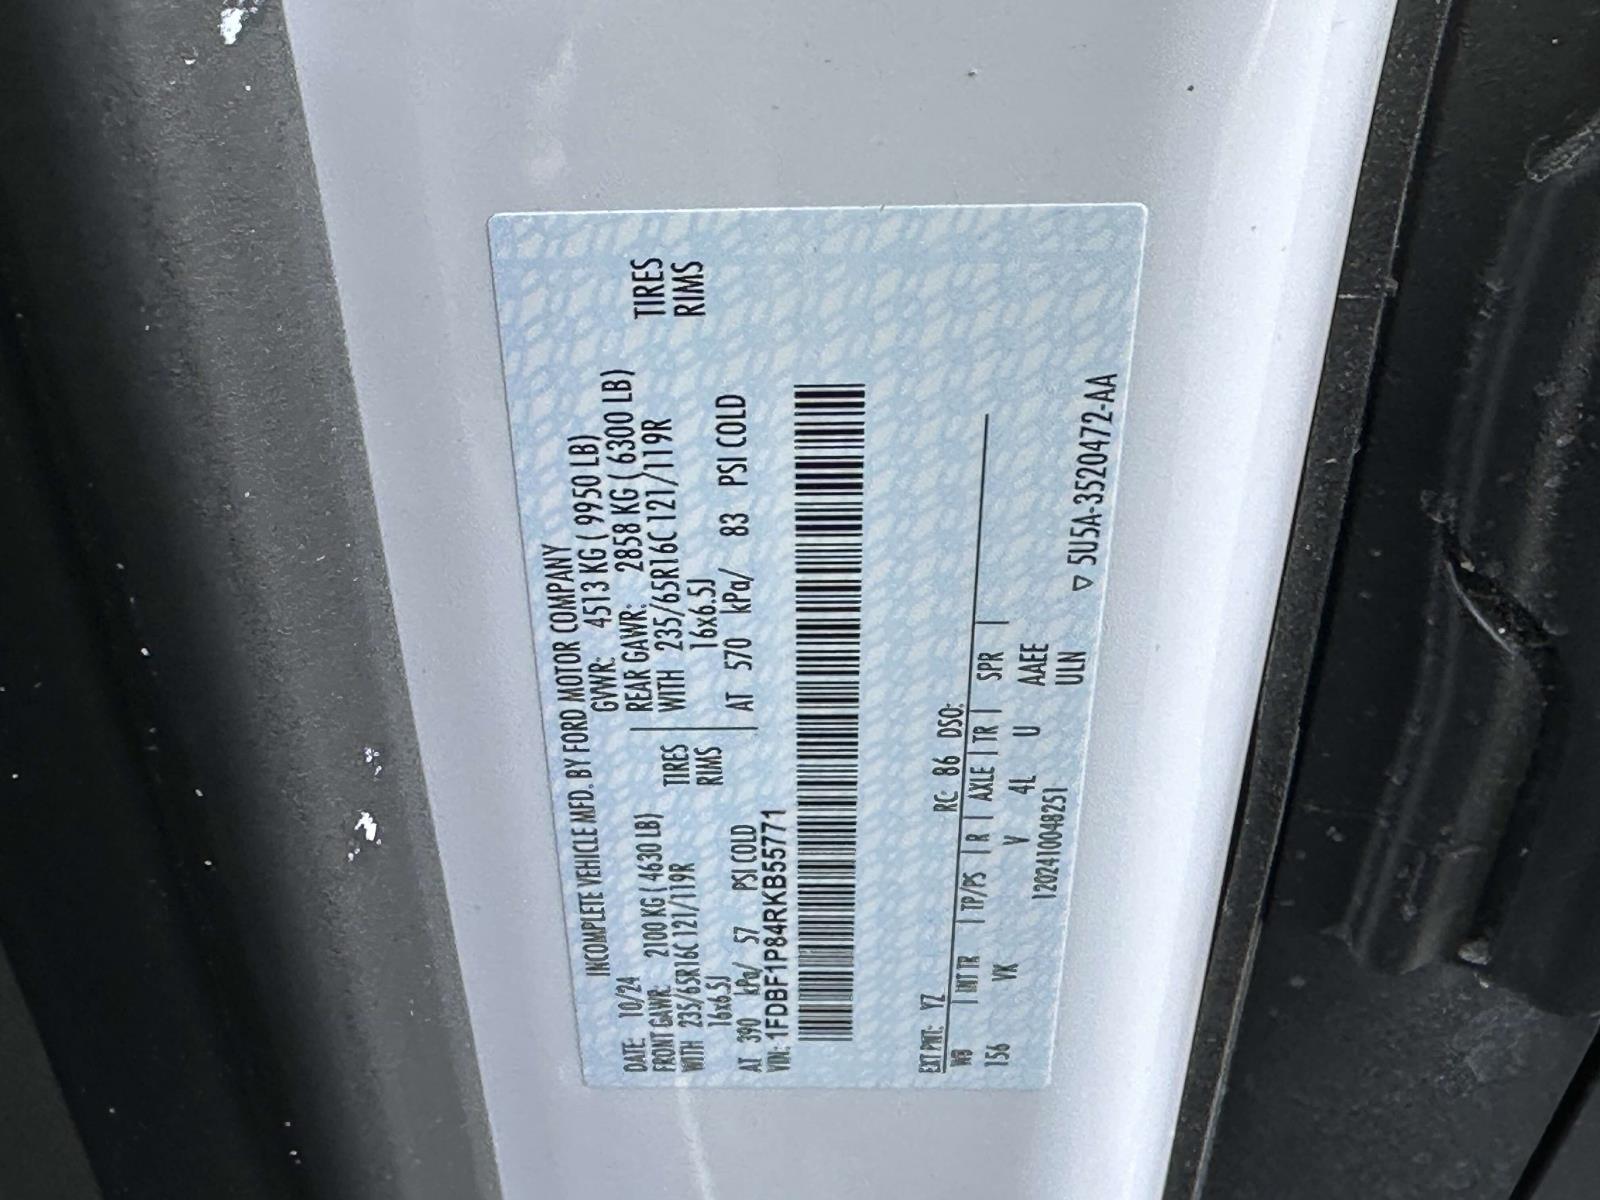 INCOMPLETE VEHICLE MFD. BY FORD MOTOR COMPANY
DATE: 10/24 GVWR: 4513 KG ( 9950 LB)
FRONT GAWR: 2100 KG ( 4630 LB) REAR GAWR: 2858 KG ( 6300 LB)
WITH 235/65R16C 121/119R TIRES WITH 235/65R16C 121/119R TIRES
16x6.5J RIMS 16x6.5J RIMS
AT 390 kPa/ 57 PSI COLD AT 570 kPa/ 83 PSI COLD
VIN: 1FDBF1P84RKB55771
EXT PNT: YZ RC: 86 DSO:
WB | INT TR | TP/PS | R | AXLE | TR | SPR |
156 VK V 4L U AAEE
1202410048251 ULN
▽ 5U5A-3520472-AA